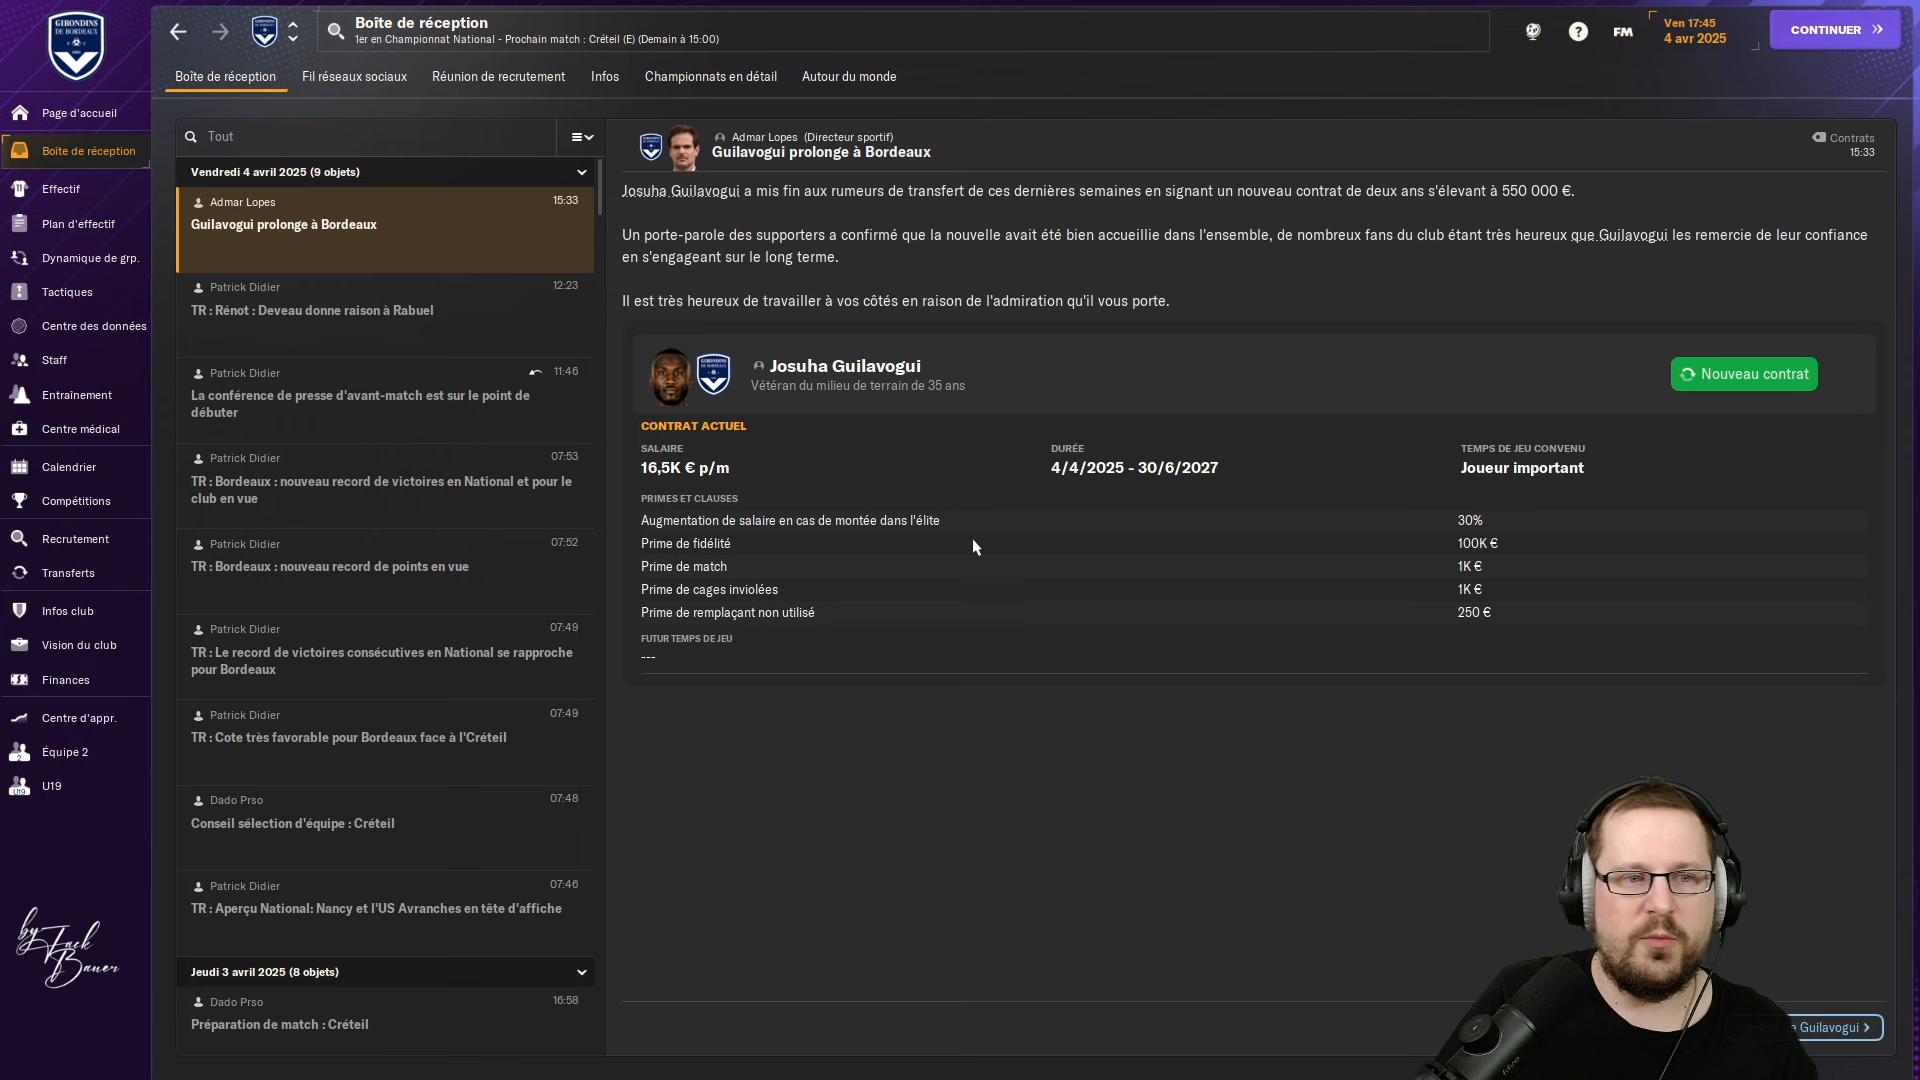 GIRONDINS
DE BORDEAUX
Boîte de réception
1er en Championnat National - Prochain match : Créteil (E) (Demain à 15:00)
FM
Ven 17:45
4 avr 2025
CONTINUER
Boîte de réception
Fil réseaux sociaux
Réunion de recrutement
Infos
Championnats en détail
Autour du monde
Page d'accueil
Boîte de réception
Effectif
Plan d'effectif
Dynamique de grp.
Tactiques
Centre des données
Staff
Entraînement
Centre médical
Calendrier
Compétitions
Recrutement
Transferts
Infos club
Vision du club
Finances
Centre d'appr.
Équipe 2
U19
by Jack
Bauer
Tout
Vendredi 4 avril 2025 (9 objets)
Admar Lopes 15:33
Guilavogui prolonge à Bordeaux
Patrick Didier 12:23
TR : Rénot : Deveau donne raison à Rabuel
Patrick Didier 11:46
La conférence de presse d'avant-match est sur le point de
débuter
Patrick Didier 07:53
TR : Bordeaux : nouveau record de victoires en National et pour le
club en vue
Patrick Didier 07:52
TR : Bordeaux : nouveau record de points en vue
Patrick Didier 07:49
TR : Le record de victoires consécutives en National se rapproche
pour Bordeaux
Patrick Didier 07:49
TR : Cote très favorable pour Bordeaux face à l'Créteil
Dado Prso 07:48
Conseil sélection d'équipe : Créteil
Patrick Didier 07:46
TR : Aperçu National: Nancy et l'US Avranches en tête d'affiche
Jeudi 3 avril 2025 (8 objets)
Dado Prso 16:58
Préparation de match : Créteil
Admar Lopes (Directeur sportif)
Guilavogui prolonge à Bordeaux
Contrats
15:33
Josuha Guilavogui a mis fin aux rumeurs de transfert de ces dernières semaines en signant un nouveau contrat de deux ans s'élevant à 550 000 €.
Un porte-parole des supporters a confirmé que la nouvelle avait été bien accueillie dans l'ensemble, de nombreux fans du club étant très heureux que Guilavogui les remercie de leur confiance
en s'engageant sur le long terme.
Il est très heureux de travailler à vos côtés en raison de l'admiration qu'il vous porte.
Josuha Guilavogui
Vétéran du milieu de terrain de 35 ans
Nouveau contrat
CONTRAT ACTUEL
SALAIRE DURÉE TEMPS DE JEU CONVENU
16,5K € p/m 4/4/2025 - 30/6/2027 Joueur important
PRIMES ET CLAUSES
Augmentation de salaire en cas de montée dans l'élite 30%
Prime de fidélité 100K €
Prime de match 1K €
Prime de cages inviolées 1K €
Prime de remplaçant non utilisé 250 €
FUTUR TEMPS DE JEU
---
Guilavogui